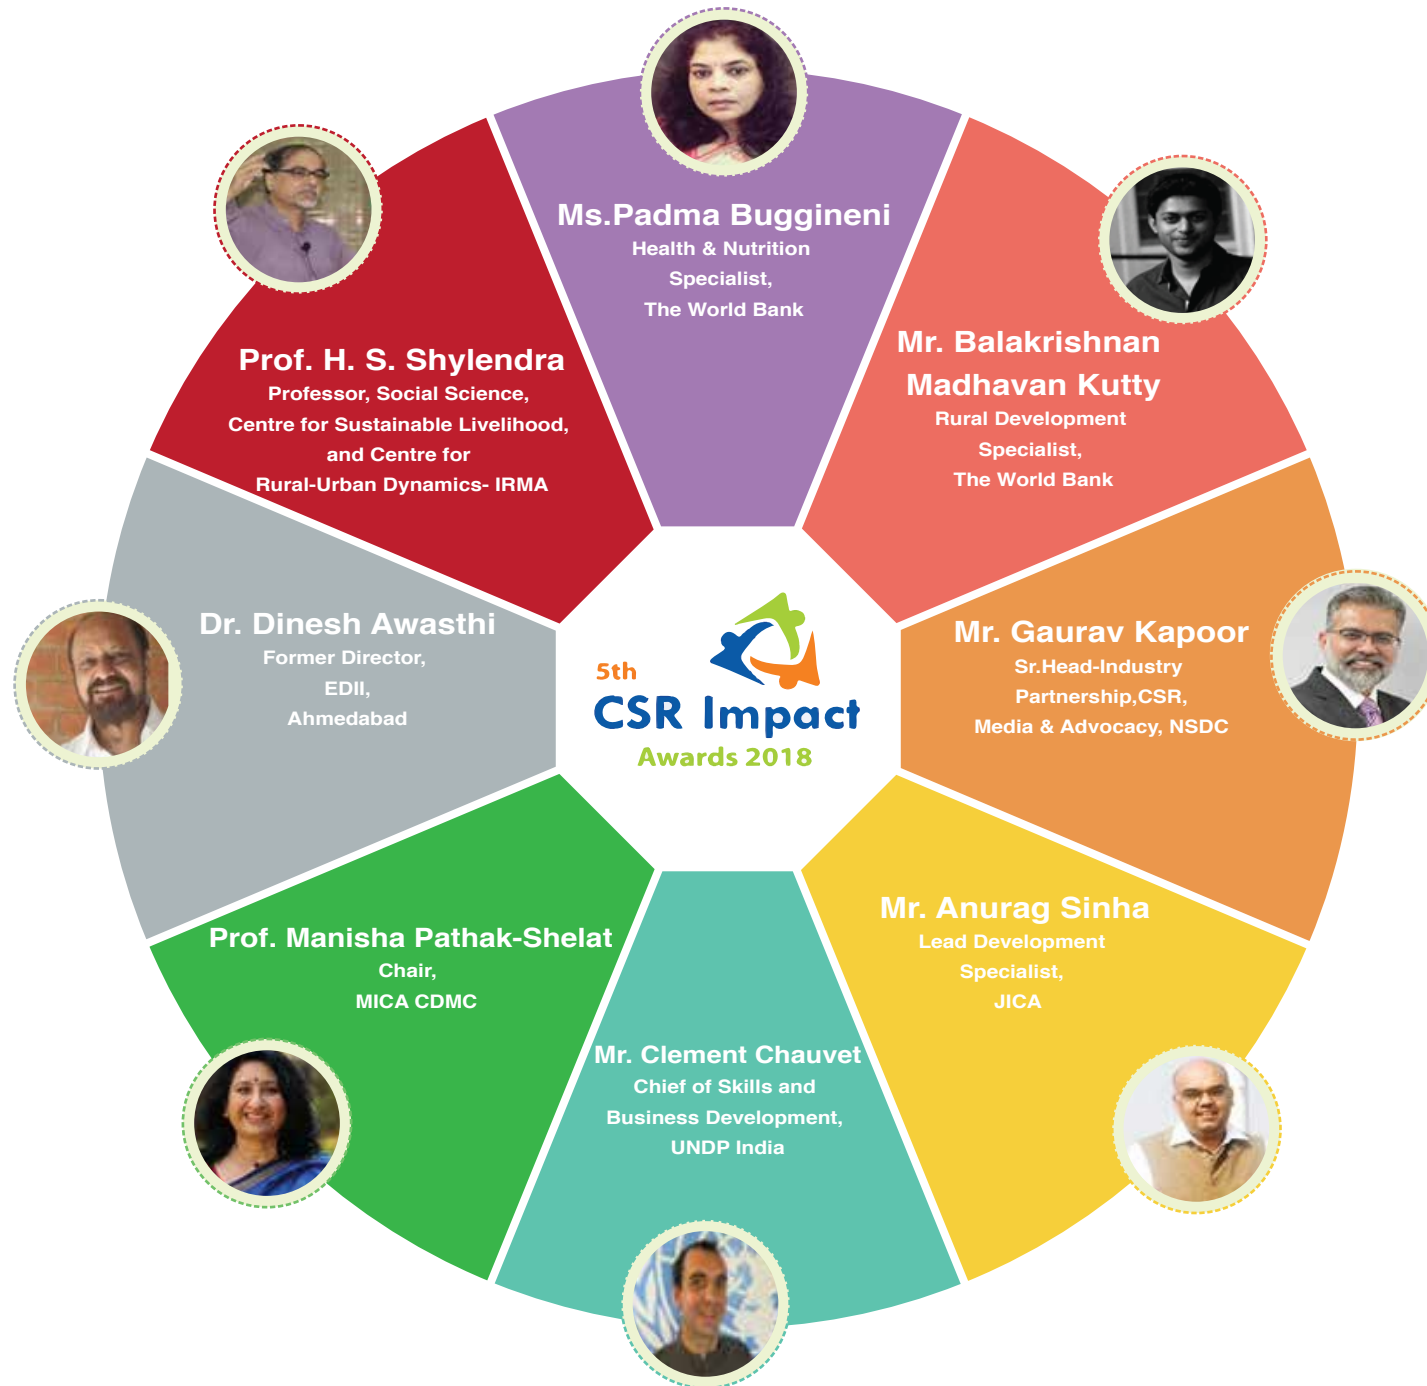 Ms.Padma Buggineni
Health & Nutrition
Specialist,
The World Bank
Mr. Balakrishnan
Madhavan Kutty
Rural Development
Specialist,
The World Bank
Mr. Gaurav Kapoor
Sr.Head-Industry
Partnership,CSR,
Media & Advocacy, NSDC
Mr. Anurag Sinha
Lead Development
Specialist,
JICA
Mr. Clement Chauvet
Chief of Skills and
Business Development,
UNDP India
Prof. Manisha Pathak-Shelat
Chair,
MICA CDMC
Dr. Dinesh Awasthi
Former Director,
EDII,
Ahmedabad
Prof. H. S. Shylendra
Professor, Social Science,
Centre for Sustainable Livelihood,
and Centre for
Rural-Urban Dynamics- IRMA
5th
CSR Impact
Awards 2018